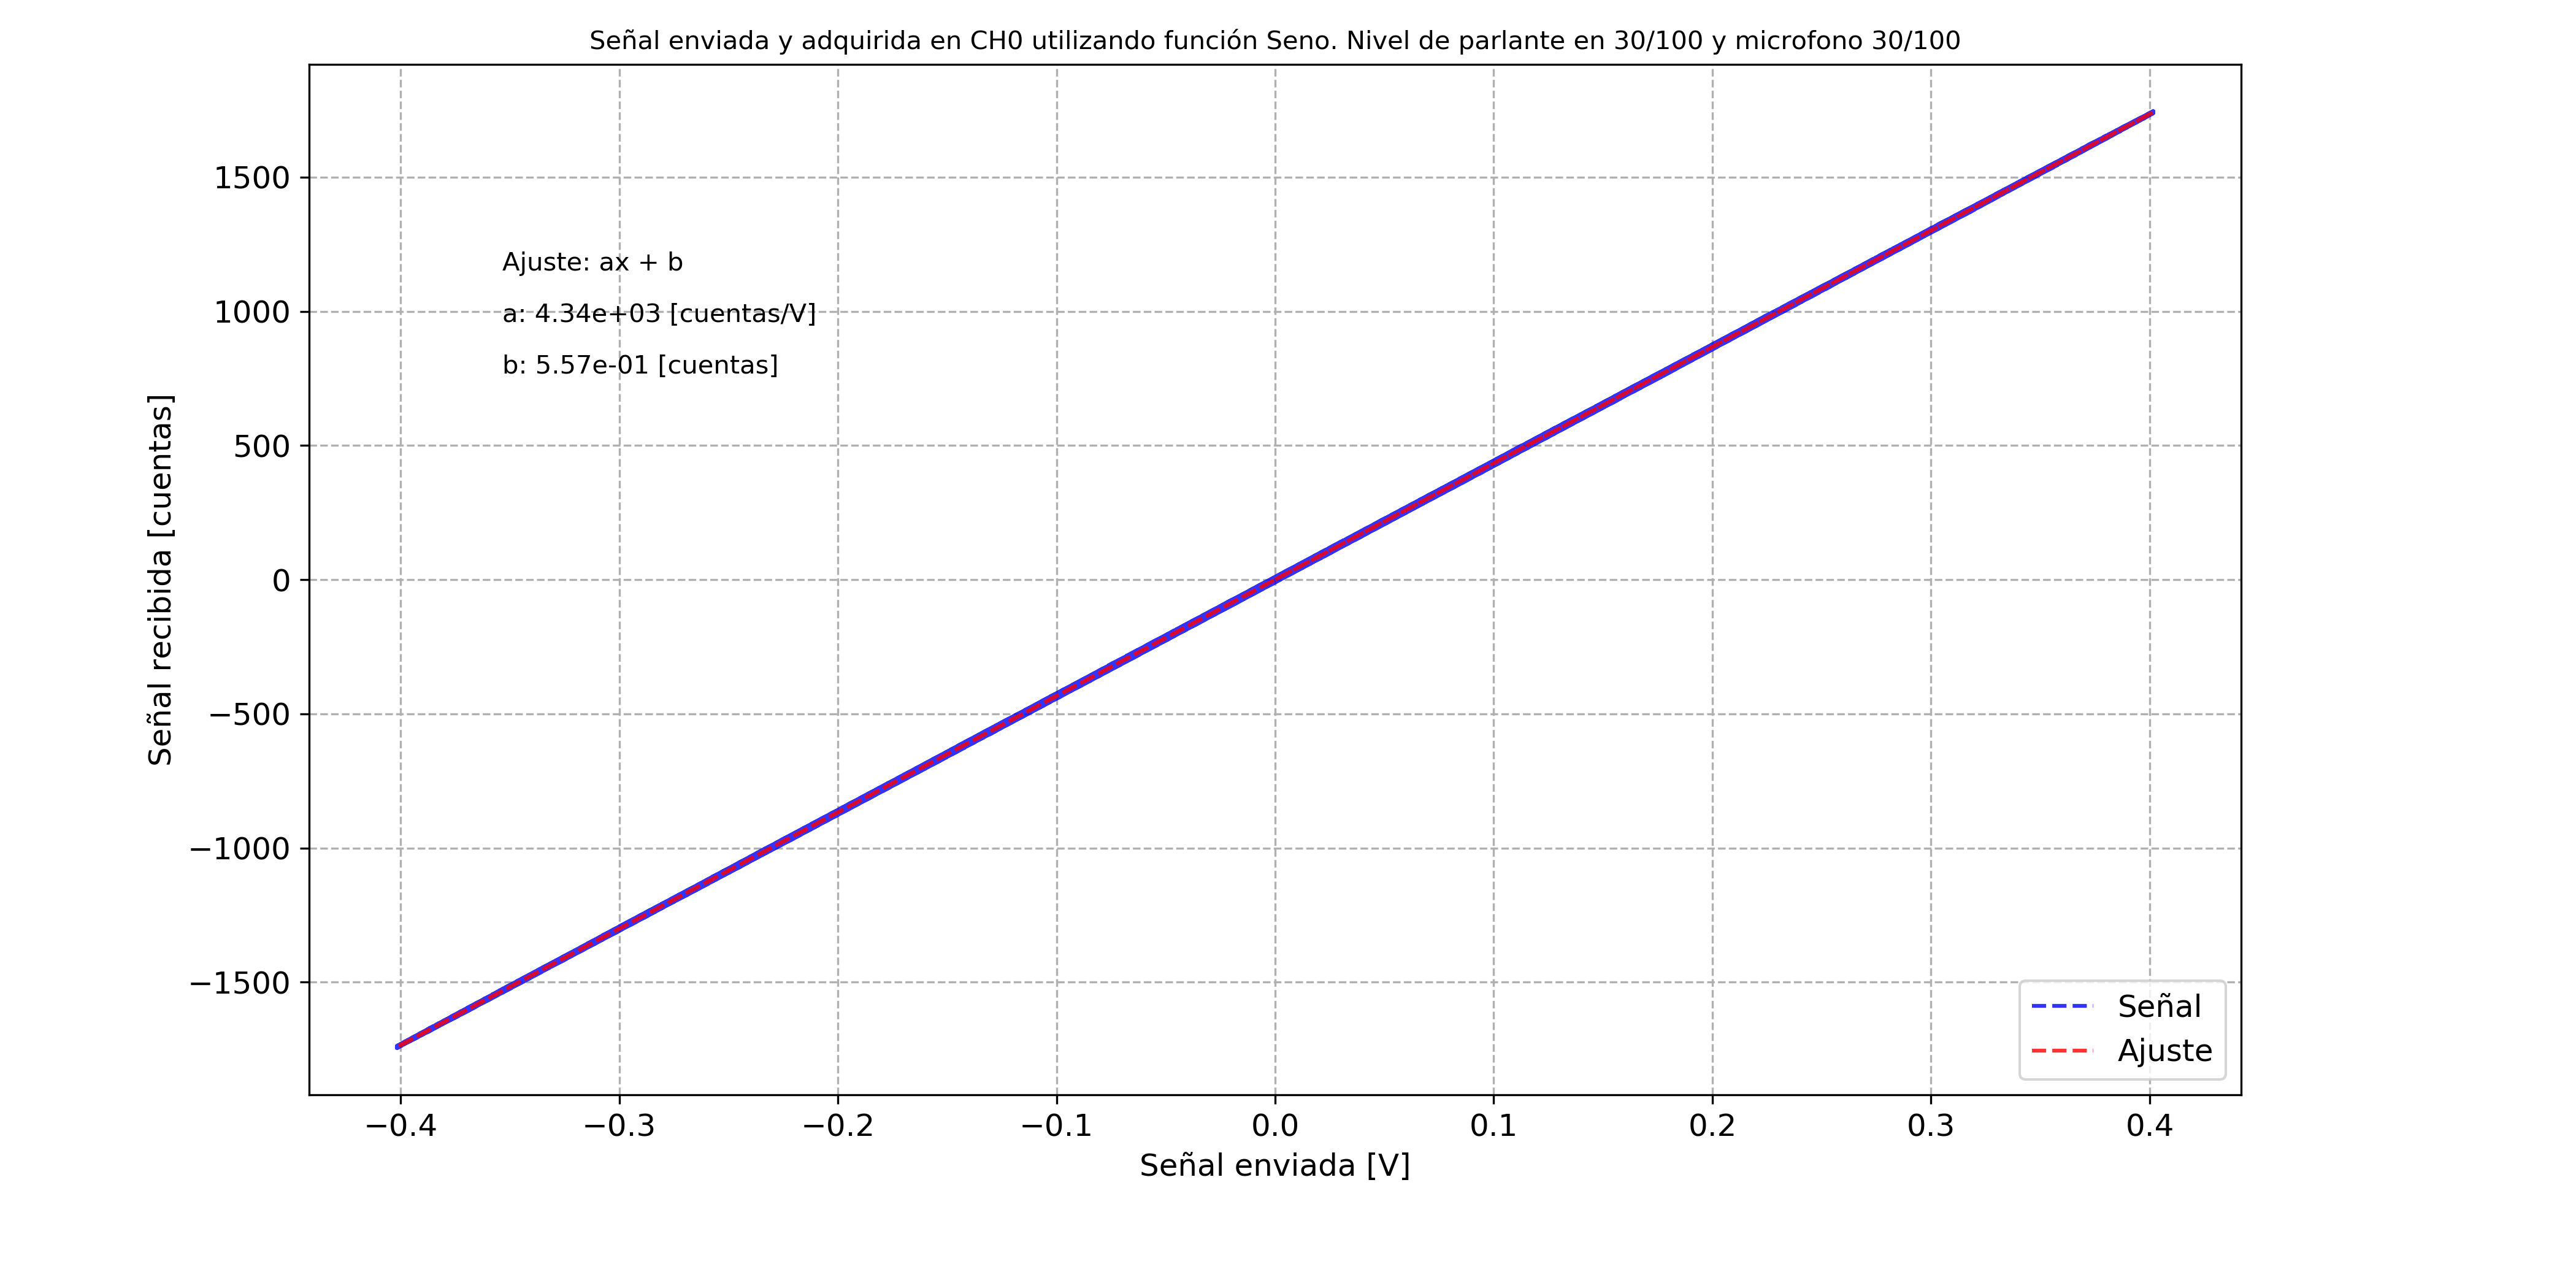 Señal enviada y adquirida en CH0 utilizando función Seno. Nivel de parlante en 30/100 y microfono 30/100
Señal recibida [cuentas]
1500
1000
500
0
−500
−1000
−1500
Ajuste: ax + b
a: 4.34e+03 [cuentas/V]
b: 5.57e-01 [cuentas]
Señal
Ajuste
−0.4
−0.3
−0.2
−0.1
0.0
0.1
0.2
0.3
0.4
Señal enviada [V]